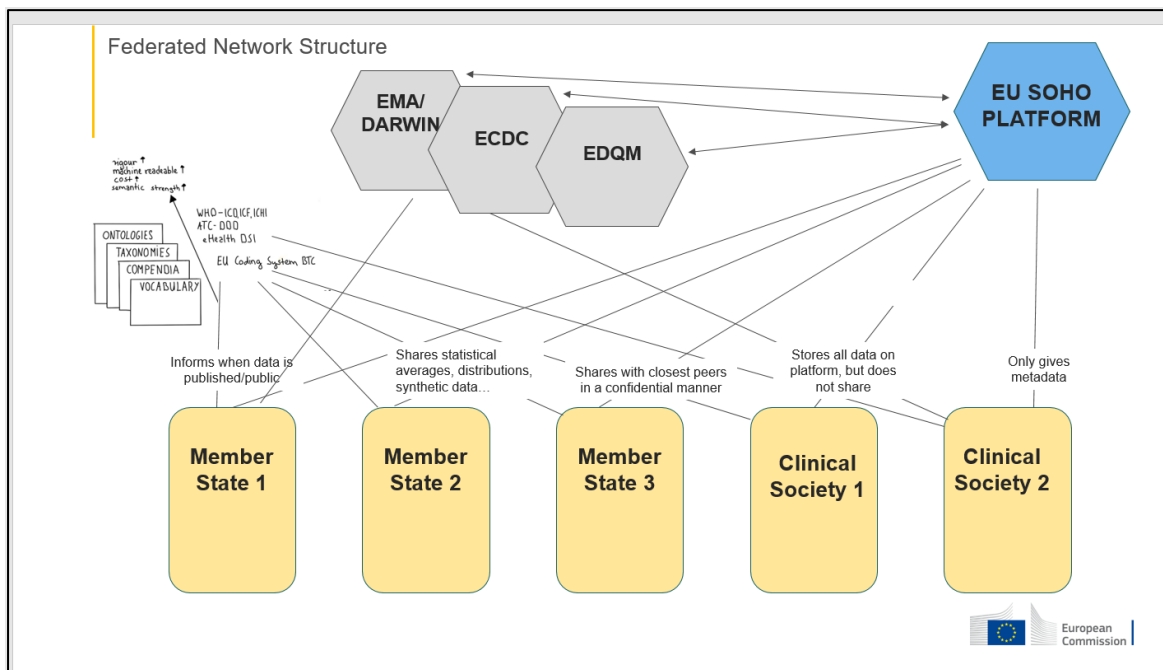 Federated Network Structure
EMA/
DARWIN
ECDC
EDQM
EU SOHO
PLATFORM
rigour ↑
machine readable ↑
cost ↑
semantic strength ↑
WHO-ICD,ICF,ICHI
ATC-DDD
eHealth DSI
EU Coding System BTC
ONTOLOGIES
TAXONOMIES
COMPENDIA
VOCABULARY
...
Informs when data is
published/public
Shares statistical
averages, distributions,
synthetic data...
Shares with closest peers
in a confidential manner
Stores all data on
platform, but does
not share
Only gives
metadata
Member
State 1
Member
State 2
Member
State 3
Clinical
Society 1
Clinical
Society 2
European
Commission